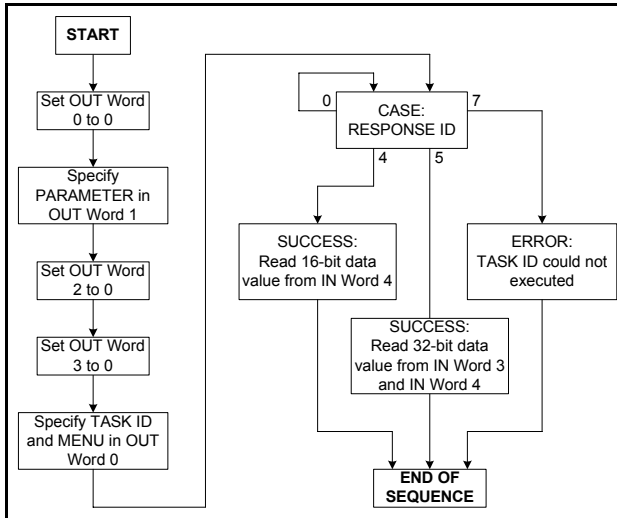 START
Set OUT Word
0 to 0
Specify
PARAMETER in
OUT Word 1
Set OUT Word
2 to 0
Set OUT Word
3 to 0
Specify TASK ID
and MENU in OUT
Word 0
0
CASE:
RESPONSE ID
7
4
5
SUCCESS:
Read 16-bit data
value from IN Word 4
ERROR:
TASK ID could not
executed
SUCCESS:
Read 32-bit data
value from IN Word 3
and IN Word 4
END OF
SEQUENCE